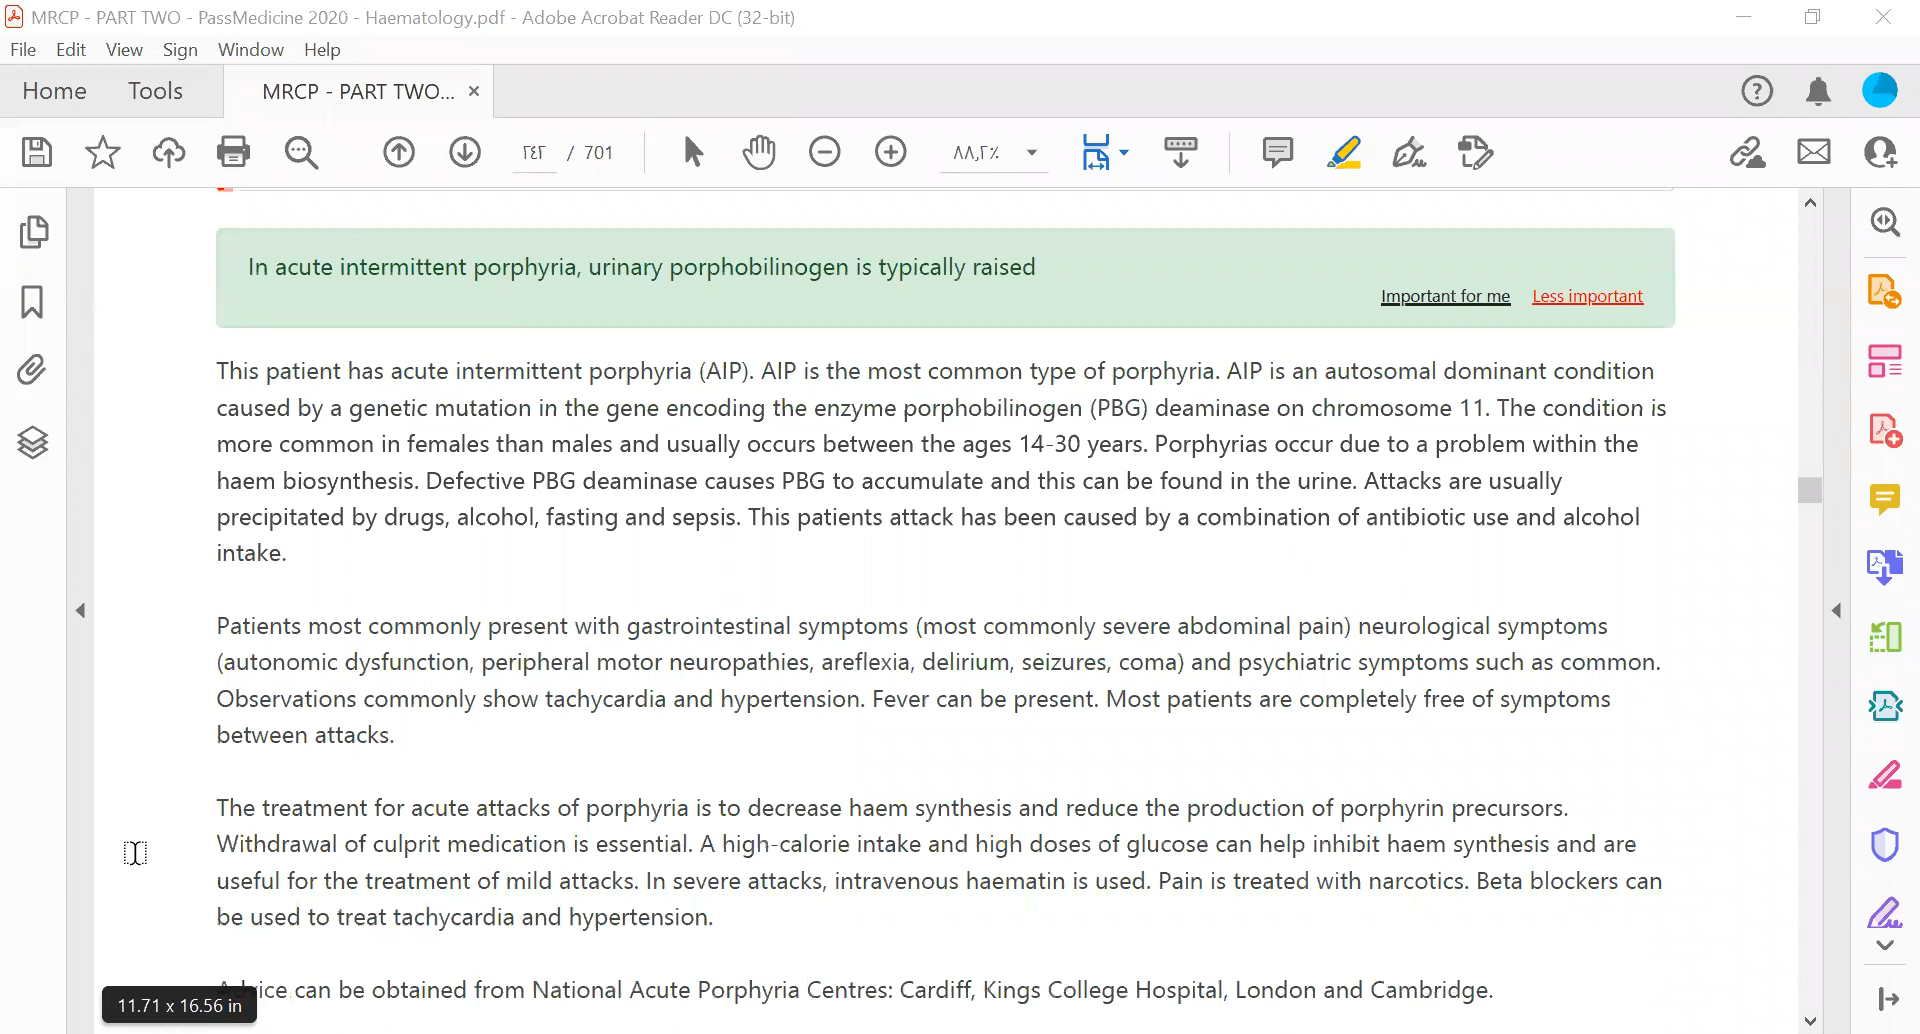 MRCP - PART TWO - PassMedicine 2020 - Haematology.pdf - Adobe Acrobat Reader DC (32-bit)
File Edit View Sign Window Help
Home Tools MRCP - PART TWO... ×
٢٤٢ / 701 ٨٨,٢٪
In acute intermittent porphyria, urinary porphobilinogen is typically raised
Important for me Less important
This patient has acute intermittent porphyria (AIP). AIP is the most common type of porphyria. AIP is an autosomal dominant condition
caused by a genetic mutation in the gene encoding the enzyme porphobilinogen (PBG) deaminase on chromosome 11. The condition is
more common in females than males and usually occurs between the ages 14-30 years. Porphyrias occur due to a problem within the
haem biosynthesis. Defective PBG deaminase causes PBG to accumulate and this can be found in the urine. Attacks are usually
precipitated by drugs, alcohol, fasting and sepsis. This patients attack has been caused by a combination of antibiotic use and alcohol
intake.
Patients most commonly present with gastrointestinal symptoms (most commonly severe abdominal pain) neurological symptoms
(autonomic dysfunction, peripheral motor neuropathies, areflexia, delirium, seizures, coma) and psychiatric symptoms such as common.
Observations commonly show tachycardia and hypertension. Fever can be present. Most patients are completely free of symptoms
between attacks.
The treatment for acute attacks of porphyria is to decrease haem synthesis and reduce the production of porphyrin precursors.
Withdrawal of culprit medication is essential. A high-calorie intake and high doses of glucose can help inhibit haem synthesis and are
useful for the treatment of mild attacks. In severe attacks, intravenous haematin is used. Pain is treated with narcotics. Beta blockers can
be used to treat tachycardia and hypertension.
Advice can be obtained from National Acute Porphyria Centres: Cardiff, Kings College Hospital, London and Cambridge.
11.71 x 16.56 in